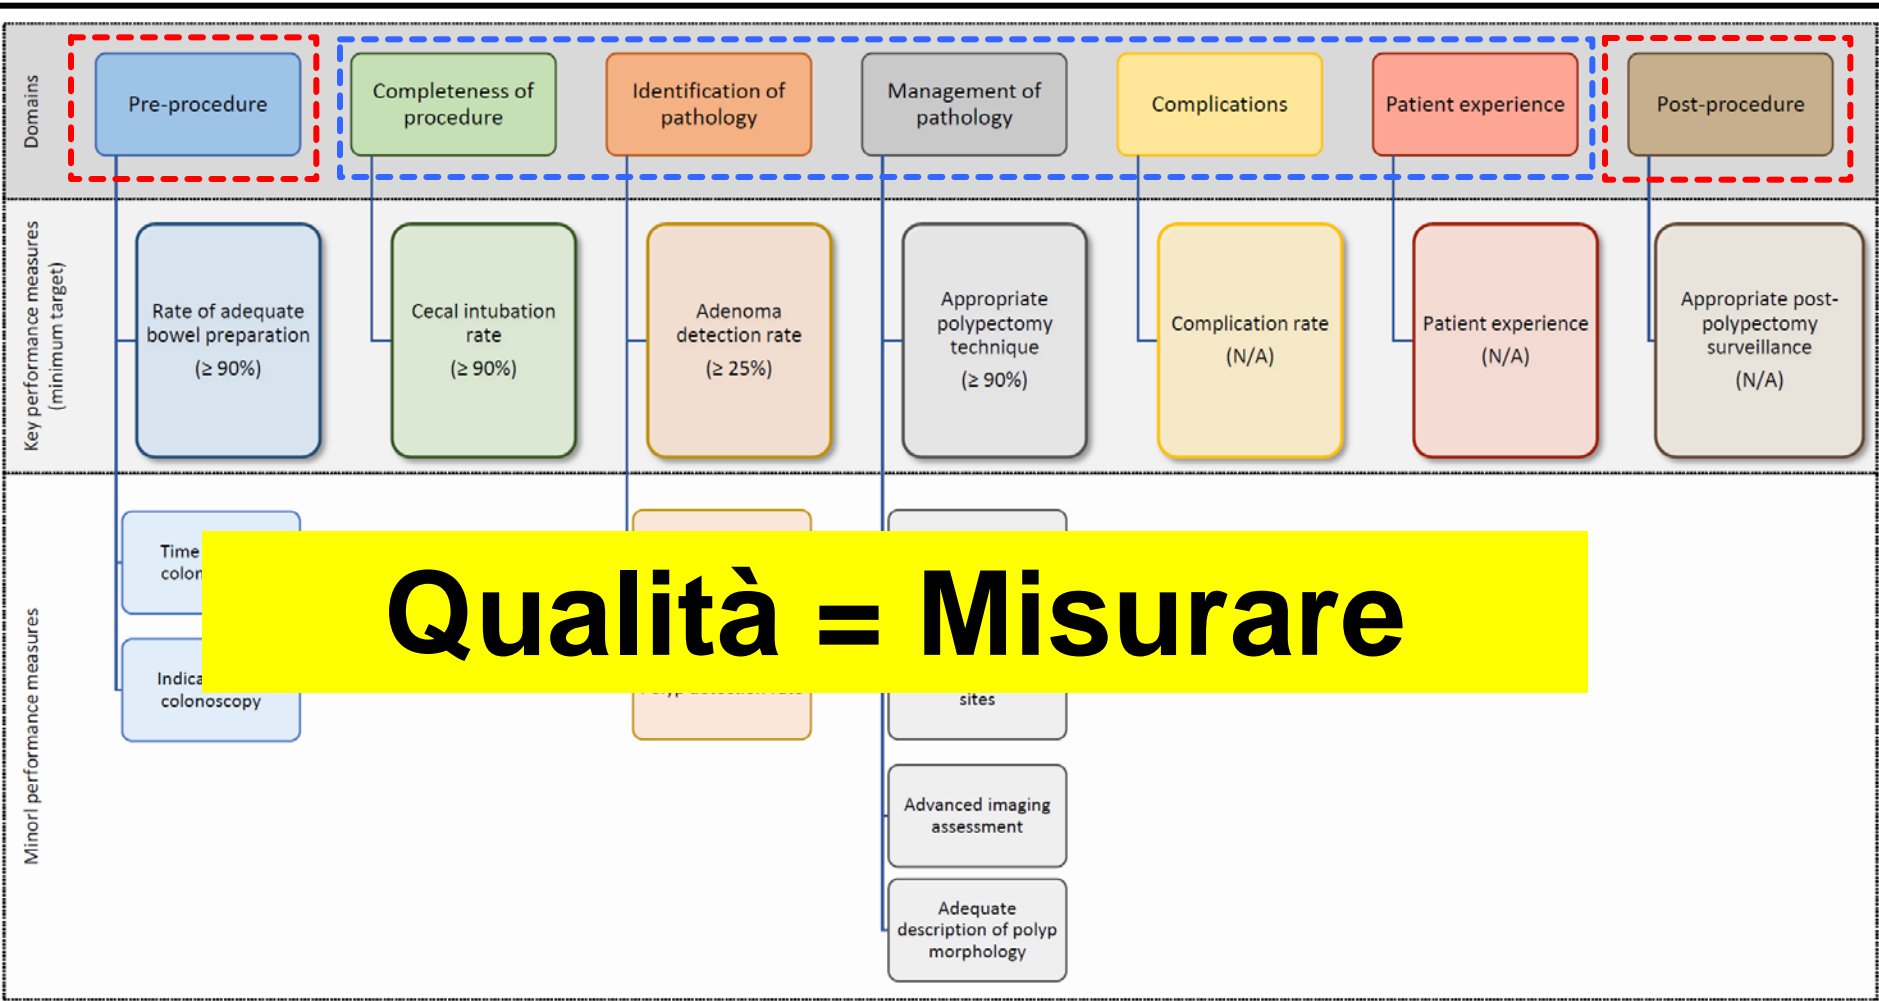 Domains
Pre-procedure
Completeness of
procedure
Identification of
pathology
Management of
pathology
Complications
Patient experience
Post-procedure
Key performance measures
(minimum target)
Rate of adequate
bowel preparation
(≥ 90%)
Cecal intubation
rate
(≥ 90%)
Adenoma
detection rate
(≥ 25%)
Appropriate
polypectomy
technique
(≥ 90%)
Complication rate
(N/A)
Patient experience
(N/A)
Appropriate post-
polypectomy
surveillance
(N/A)
Minorl performance measures
Time
colon
Indica
colonoscopy
Qualità = Misurare
sites
Advanced imaging
assessment
Adequate
description of polyp
morphology